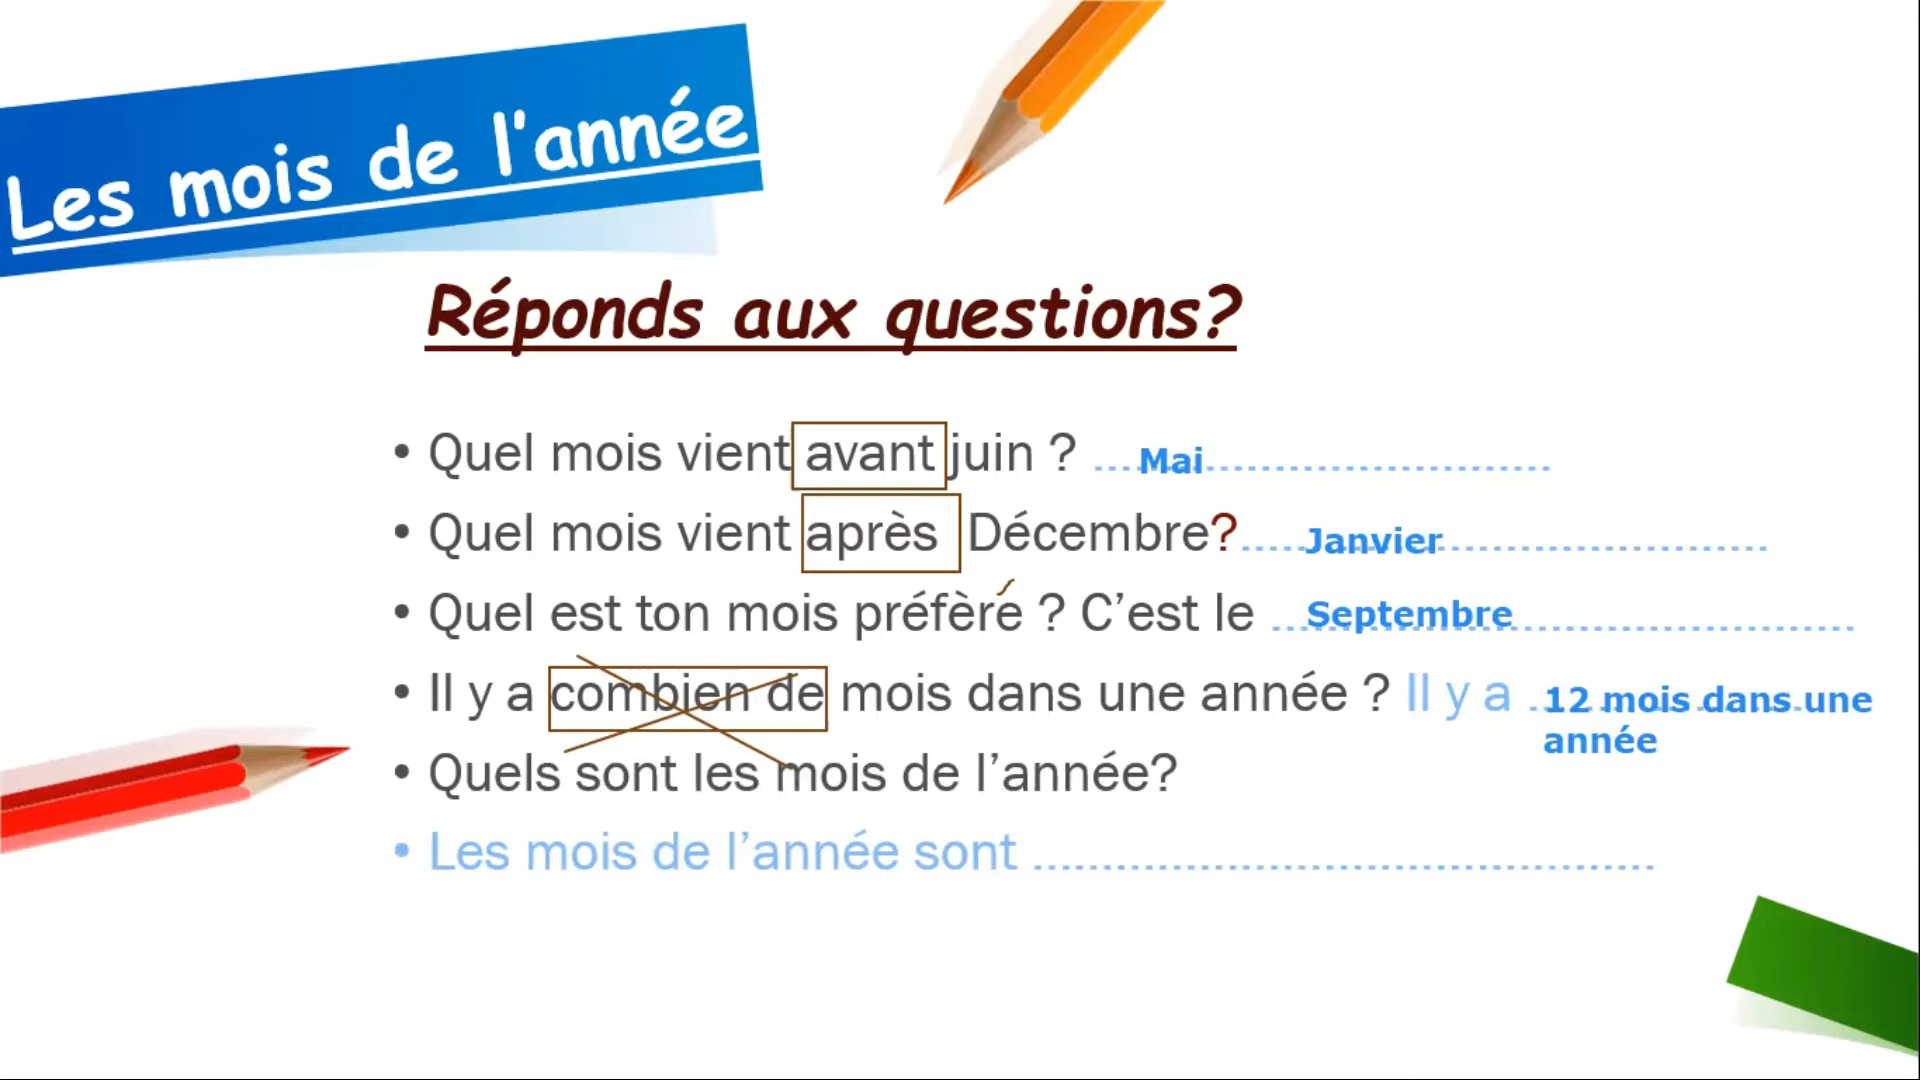 Les mois de l'année
Réponds aux questions?
• Quel mois vient avant juin ? .... Mai ..............................
• Quel mois vient après Décembre? .... Janvier ..............................
• Quel est ton mois préfèré ? C'est le .. Septembre ..............................
• Il y a combien de mois dans une année ? Il y a . 12 mois dans une
année
• Quels sont les mois de l'année?
• Les mois de l'année sont ..................................